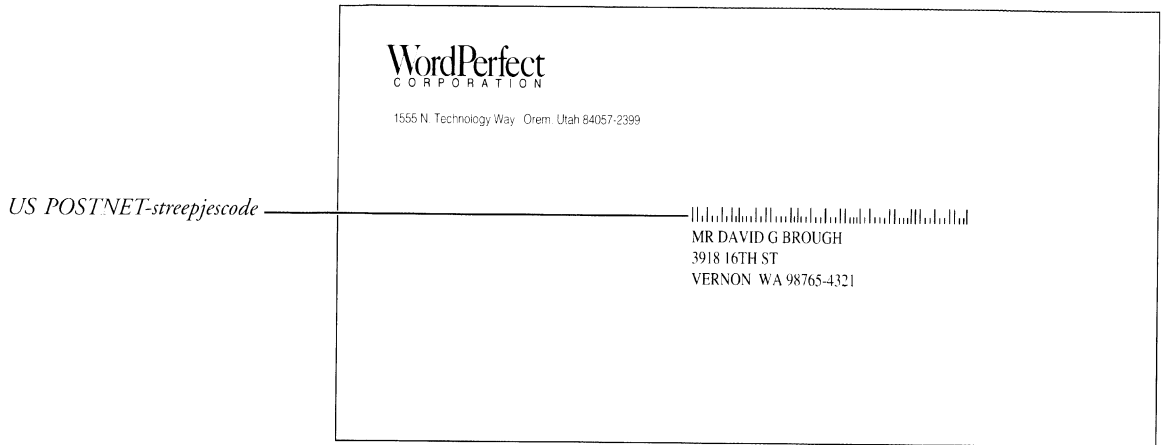 WordPerfect
CORPORATION
1555 N. Technology Way Orem, Utah 84057-2399
US POSTNET-streepjescode
MR DAVID G BROUGH
3918 16TH ST
VERNON WA 98765-4321